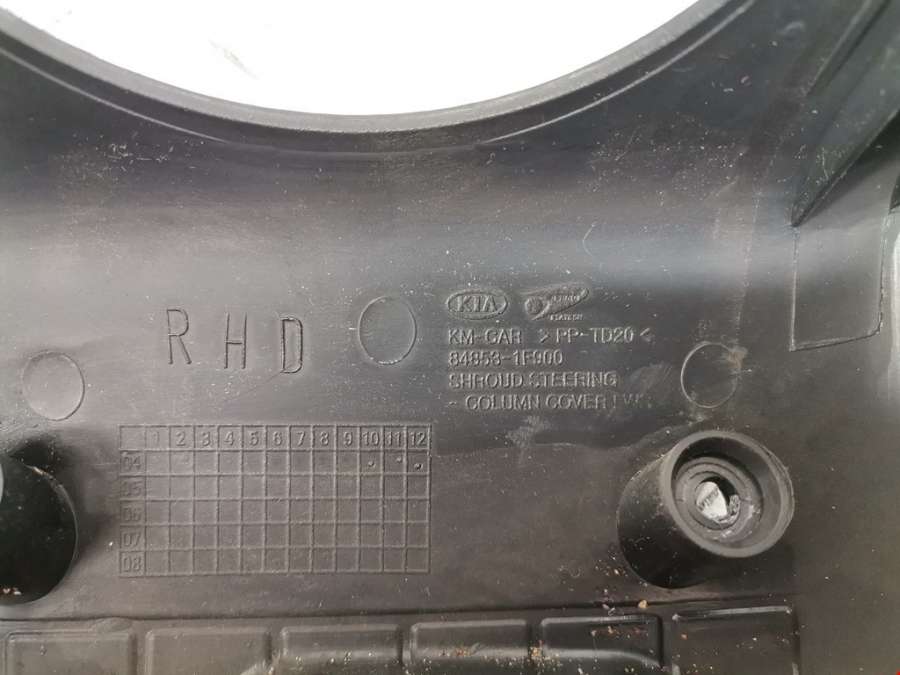 KIA
KM-CAR >PP-TD20<
84853-1F900
RHD
SHROUD STEERING
- COLUMN COVER LWR
1 2 3 4 5 6 7 8 9 10 11 12
04
05
06
07
08